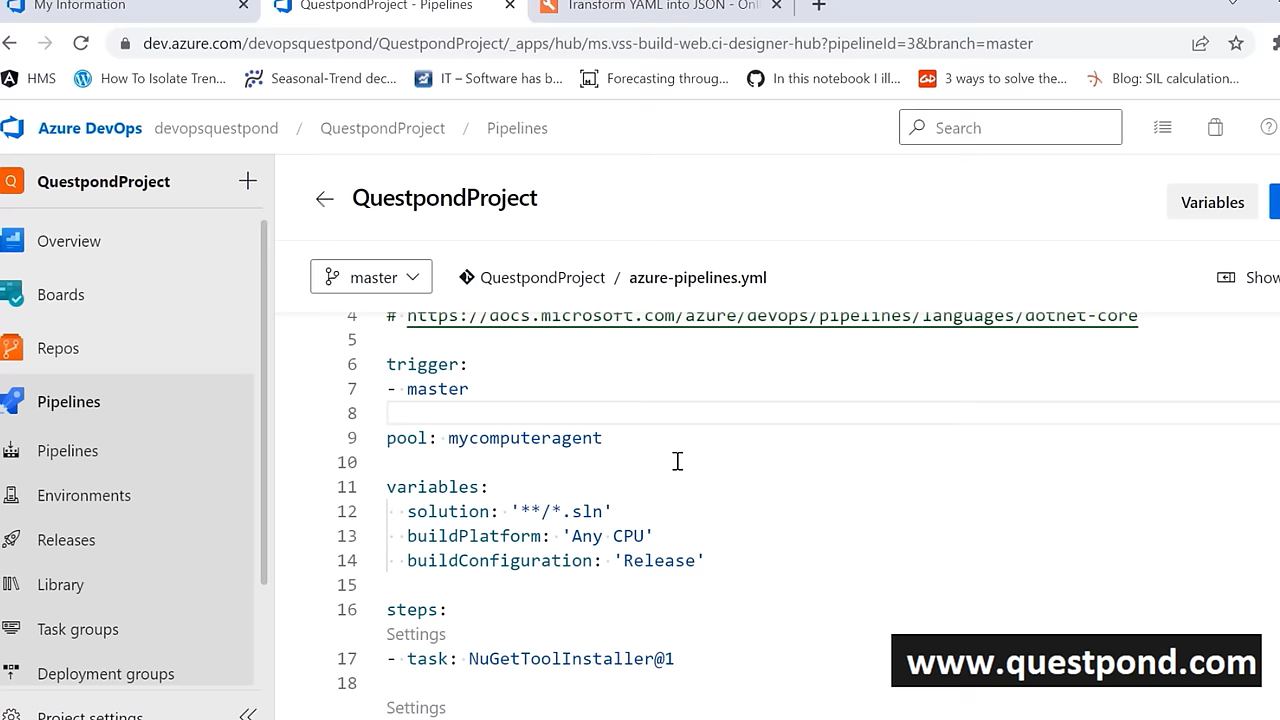 My Information
QuestpondProject - Pipelines
Transform YAML into JSON - Onl
dev.azure.com/devopsquestpond/QuestpondProject/_apps/hub/ms.vss-build-web.ci-designer-hub?pipelineId=3&branch=master
HMS
How To Isolate Tren...
Seasonal-Trend dec...
IT – Software has b...
Forecasting throug...
In this notebook I ill...
3 ways to solve the...
Blog: SIL calculation...
Azure DevOps devopsquestpond / QuestpondProject / Pipelines
Search
QuestpondProject
Overview
Boards
Repos
Pipelines
Pipelines
Environments
Releases
Library
Task groups
Deployment groups
Project settings
QuestpondProject
Variables
master
QuestpondProject / azure-pipelines.yml
Show
4 # https://docs.microsoft.com/azure/devops/pipelines/languages/dotnet-core
5
6 trigger:
7 - master
8
9 pool: mycomputeragent
10
11 variables:
12 solution: '**/*.sln'
13 buildPlatform: 'Any CPU'
14 buildConfiguration: 'Release'
15
16 steps:
Settings
17 - task: NuGetToolInstaller@1
18
Settings
www.questpond.com